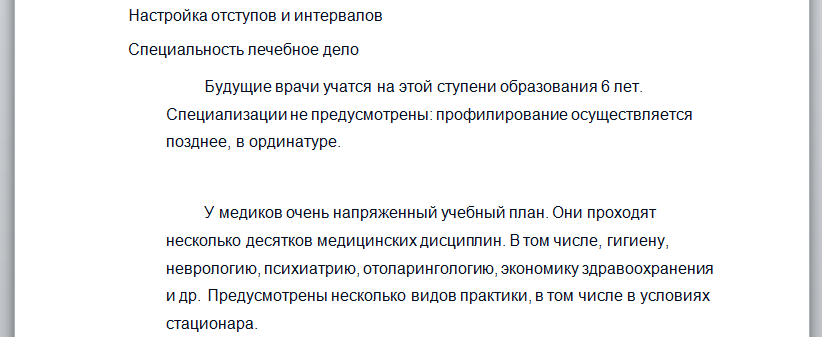 Настройка отступов и интервалов
Специальность лечебное дело
Будущие врачи учатся на этой ступени образования 6 лет.
Специализации не предусмотрены: профилирование осуществляется
позднее, в ординатуре.
У медиков очень напряженный учебный план. Они проходят
несколько десятков медицинских дисциплин. В том числе, гигиену,
неврологию, психиатрию, отоларингологию, экономику здравоохранения
и др. Предусмотрены несколько видов практики, в том числе в условиях
стационара.